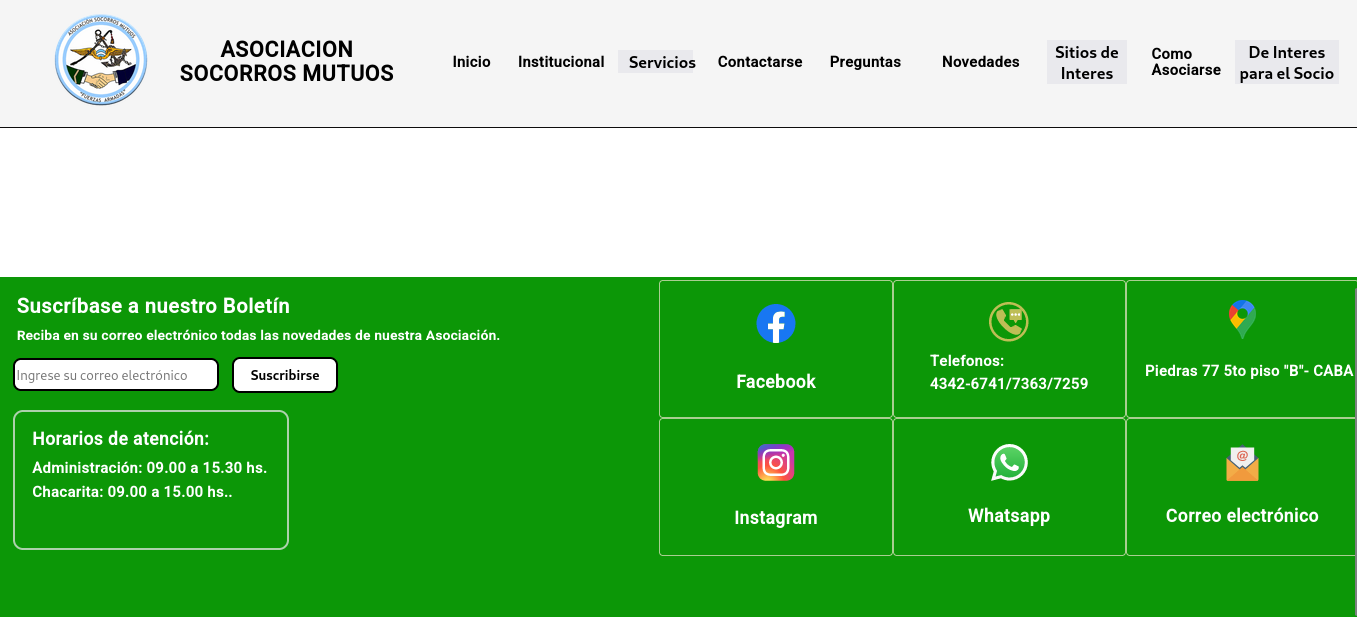 ASOCIACIÓN SOCORROS MUTUOS
"FUERZAS ARMADAS"
ASOCIACION
SOCORROS MUTUOS
Inicio
Institucional
Servicios
Contactarse
Preguntas
Novedades
Sitios de
Interes
Como
Asociarse
De Interes
para el Socio
Suscríbase a nuestro Boletín
Reciba en su correo electrónico todas las novedades de nuestra Asociación.
Ingrese su correo electrónico
Suscribirse
Horarios de atención:
Administración: 09.00 a 15.30 hs.
Chacarita: 09.00 a 15.00 hs..
Facebook
Telefonos:
4342-6741/7363/7259
Piedras 77 5to piso "B"- CABA
Instagram
Whatsapp
@
Correo electrónico